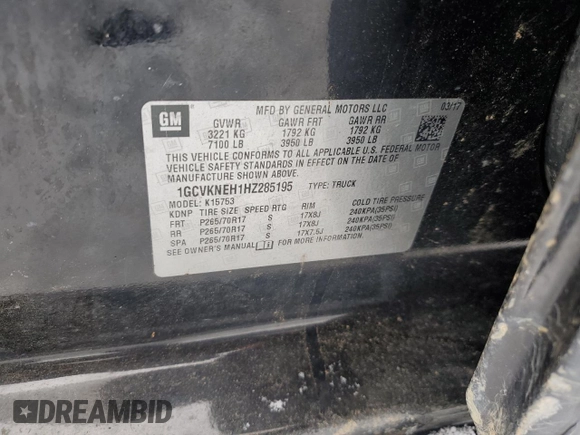 GM
MFD BY GENERAL MOTORS LLC 03/17
GVWR GAWR FRT GAWR RR
3221 KG 1792 KG 1792 KG
7100 LB 3950 LB 3950 LB
THIS VEHICLE CONFORMS TO ALL APPLICABLE U.S. FEDERAL MOTOR
VEHICLE SAFETY STANDARDS IN EFFECT ON THE DATE OF
MANUFACTURE SHOWN ABOVE.
1GCVKNEH1HZ285195 TYPE: TRUCK
MODEL: K15753
KDNP TIRE SIZE SPEED RTG RIM COLD TIRE PRESSURE
FRT P265/70R17 S 17X8J 240KPA(35PSI)
RR P265/70R17 S 17X8J 240KPA(35PSI)
SPA P265/70R17 S 17X7.5J 240KPA(35PSI)
SEE OWNER'S MANUAL FOR MORE INFORMATION.
DREAMBID